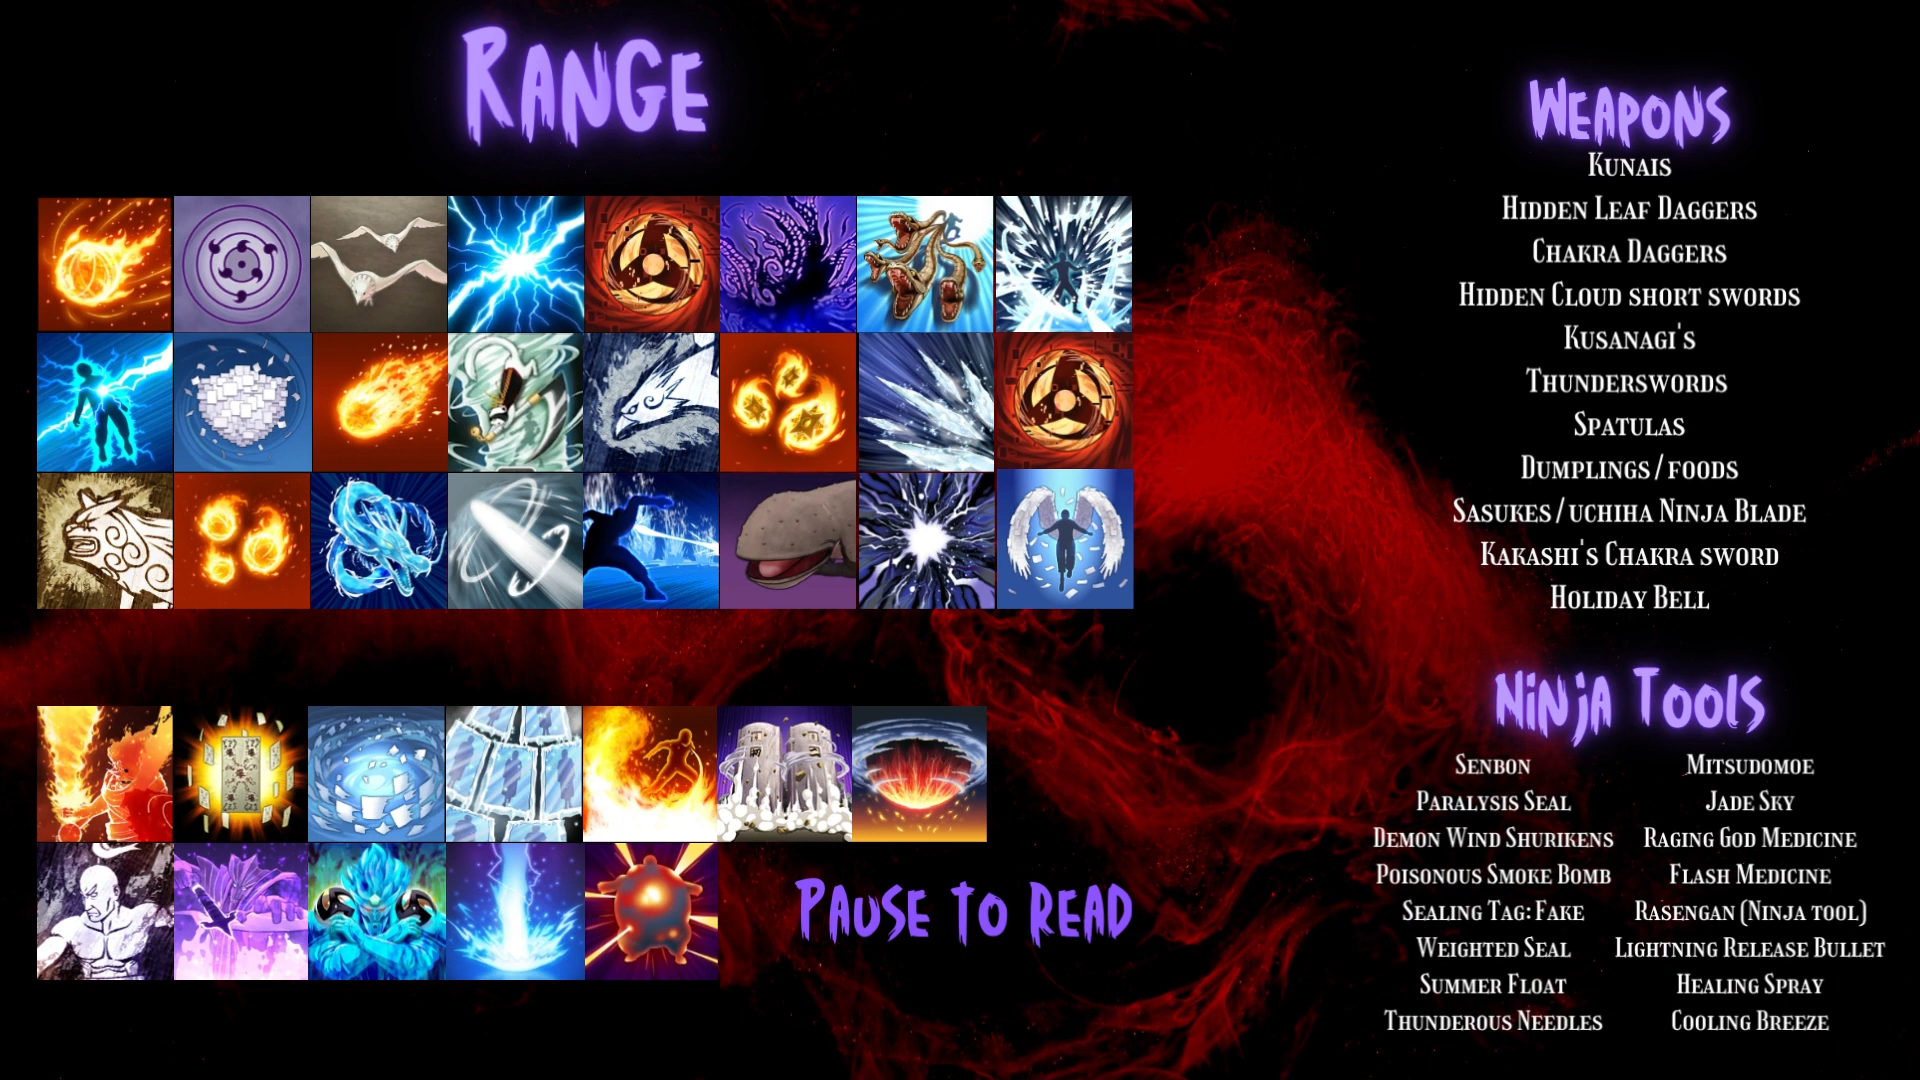 Range
Weapons
Kunais
Hidden Leaf Daggers
Chakra Daggers
Hidden Cloud short swords
Kusanagi's
Thunderswords
Spatulas
Dumplings/foods
Sasukes/uchiha Ninja Blade
Kakashi's Chakra sword
Holiday Bell
Ninja Tools
Senbon
Paralysis Seal
Demon Wind Shurikens
Poisonous Smoke Bomb
Sealing Tag: Fake
Weighted Seal
Summer Float
Thunderous Needles
Mitsudomoe
Jade Sky
Raging God Medicine
Flash Medicine
Rasengan (Ninja tool)
Lightning Release Bullet
Healing Spray
Cooling Breeze
Pause to read